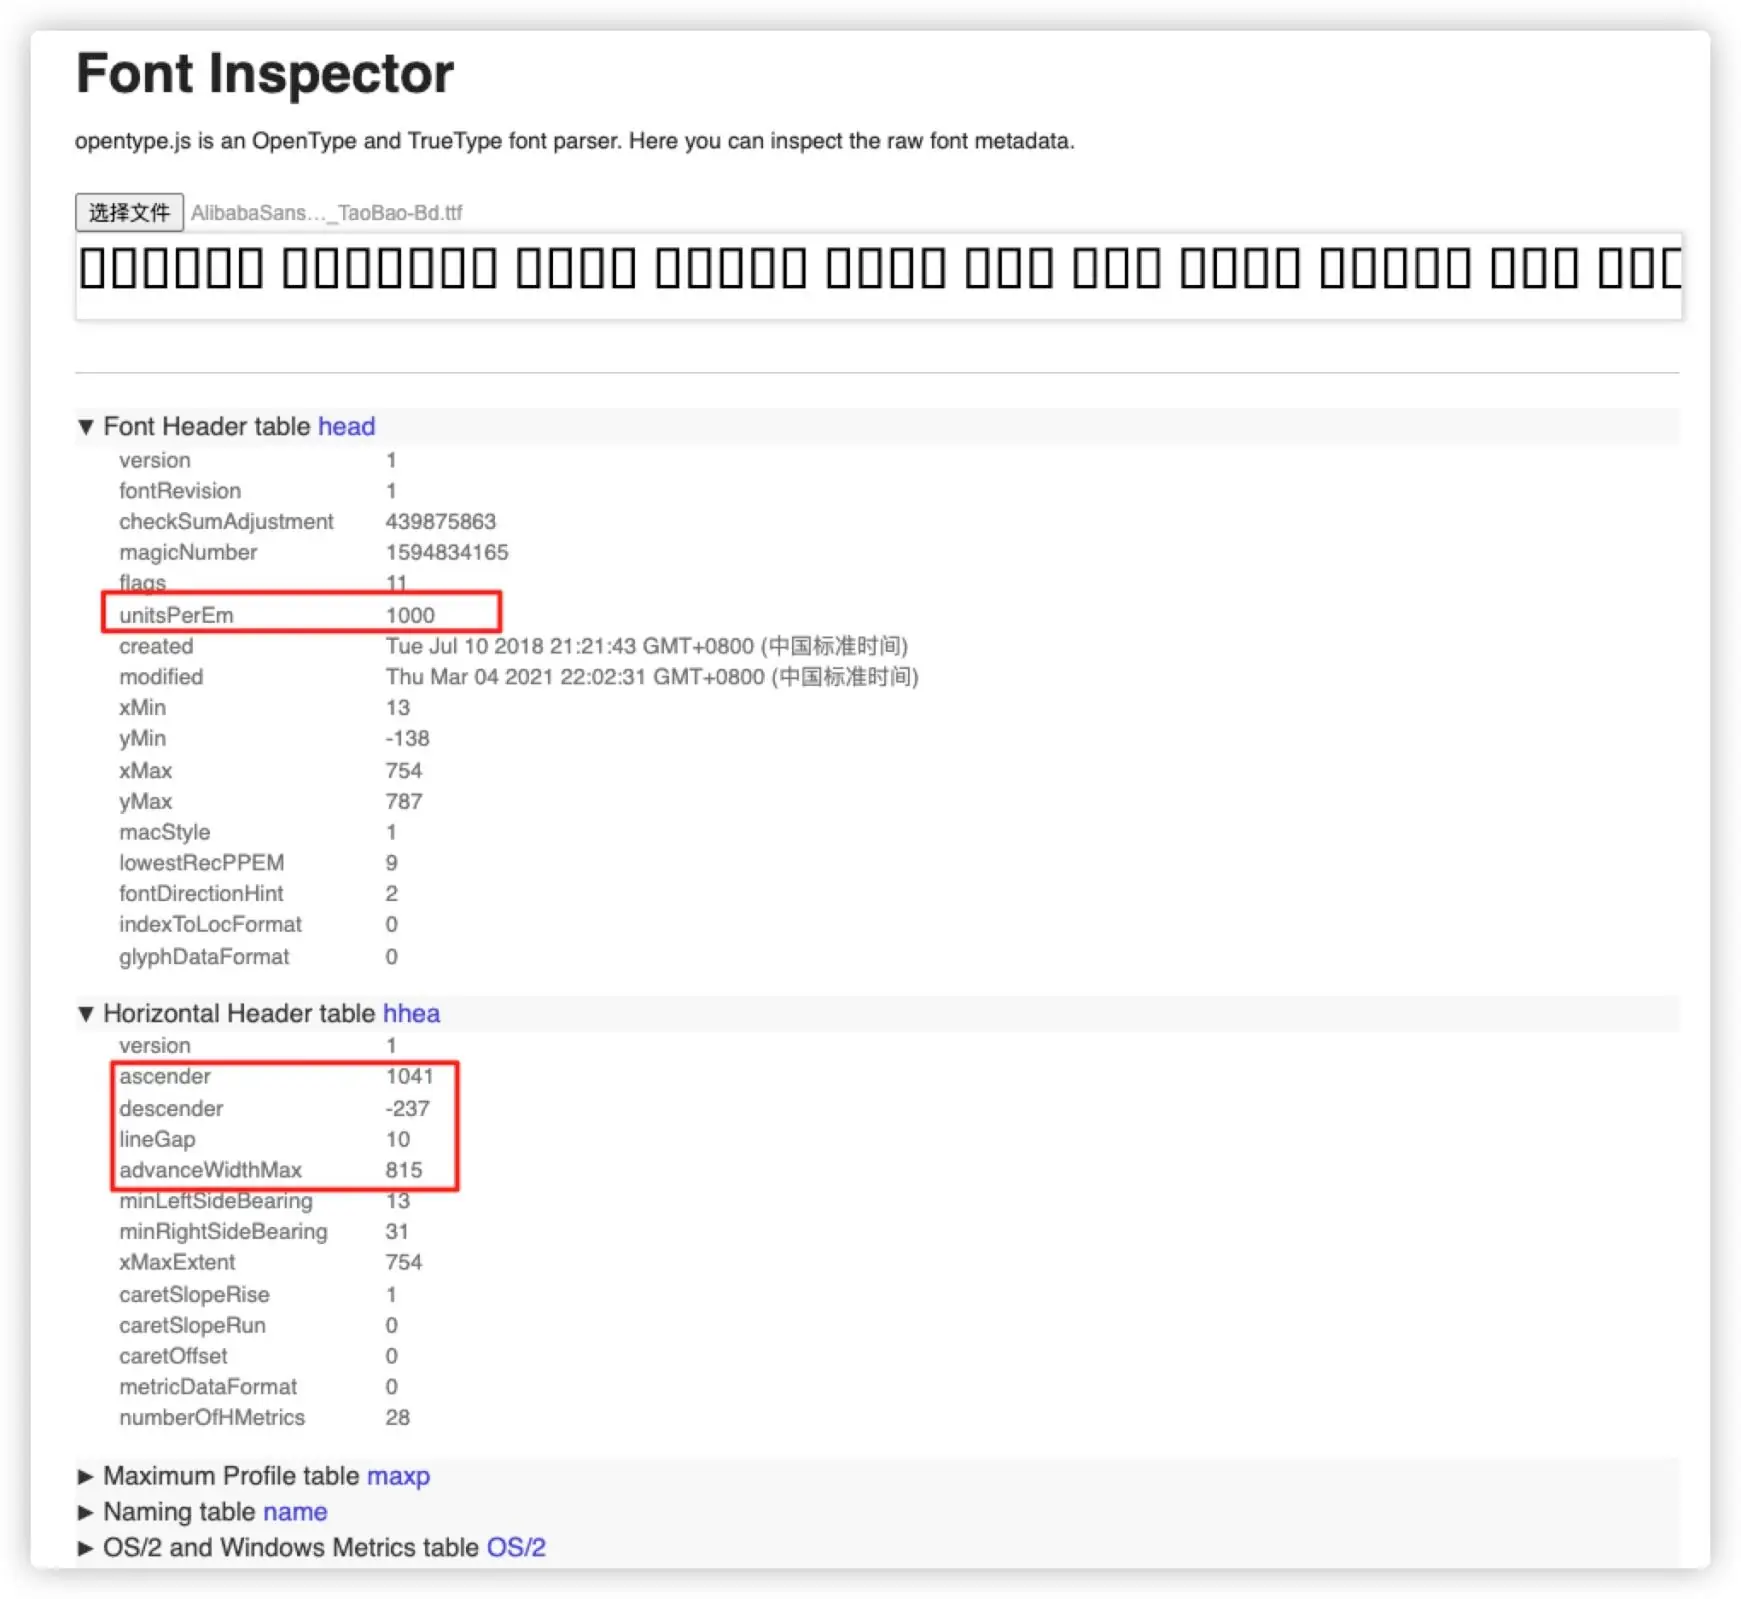 Font Inspector
opentype.js is an OpenType and TrueType font parser. Here you can inspect the raw font metadata.
选择文件 AlibabaSans..._TaoBao-Bd.ttf
▼ Font Header table head
version 1
fontRevision 1
checkSumAdjustment 439875863
magicNumber 1594834165
flags 11
unitsPerEm 1000
created Tue Jul 10 2018 21:21:43 GMT+0800 (中国标准时间)
modified Thu Mar 04 2021 22:02:31 GMT+0800 (中国标准时间)
xMin 13
yMin -138
xMax 754
yMax 787
macStyle 1
lowestRecPPEM 9
fontDirectionHint 2
indexToLocFormat 0
glyphDataFormat 0
▼ Horizontal Header table hhea
version 1
ascender 1041
descender -237
lineGap 10
advanceWidthMax 815
minLeftSideBearing 13
minRightSideBearing 31
xMaxExtent 754
caretSlopeRise 1
caretSlopeRun 0
caretOffset 0
metricDataFormat 0
numberOfHMetrics 28
► Maximum Profile table maxp
► Naming table name
► OS/2 and Windows Metrics table OS/2